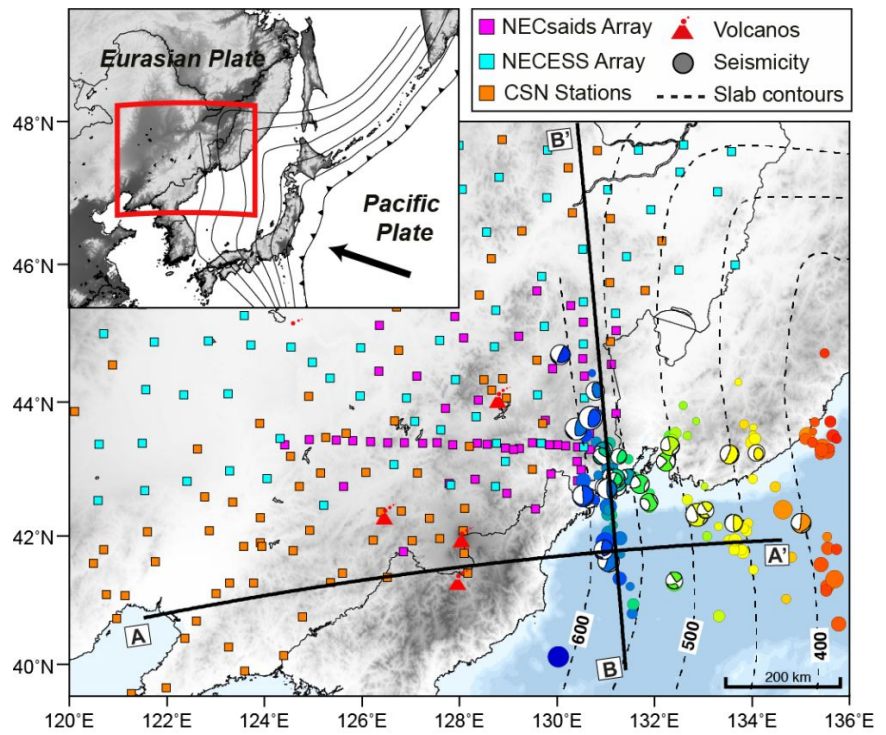 Eurasian Plate
Pacific
Plate
NECsaids Array
NECESS Array
CSN Stations
Volcanos
Seismicity
Slab contours
48°N
46°N
44°N
42°N
40°N
B'
A'
A
B
600
500
400
200 km
120°E
122°E
124°E
126°E
128°E
130°E
132°E
134°E
136°E